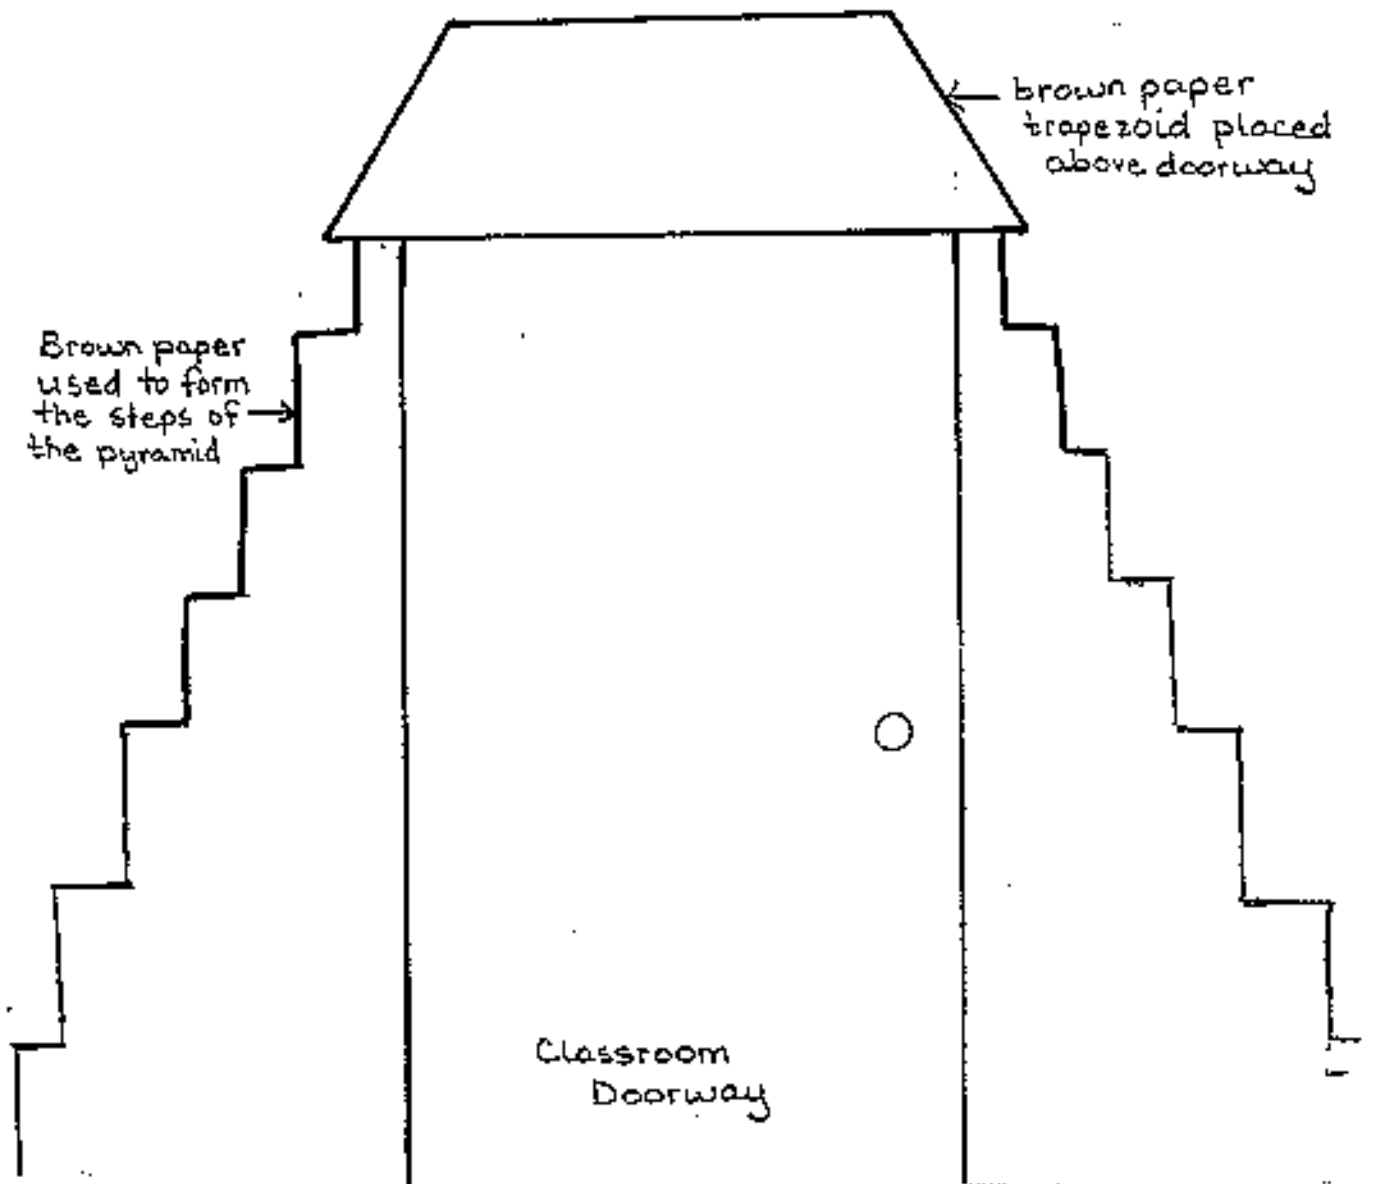 brown paper
trapezoid placed
above doorway
Brown paper
used to form
the steps of
the pyramid
Classroom
Doorway